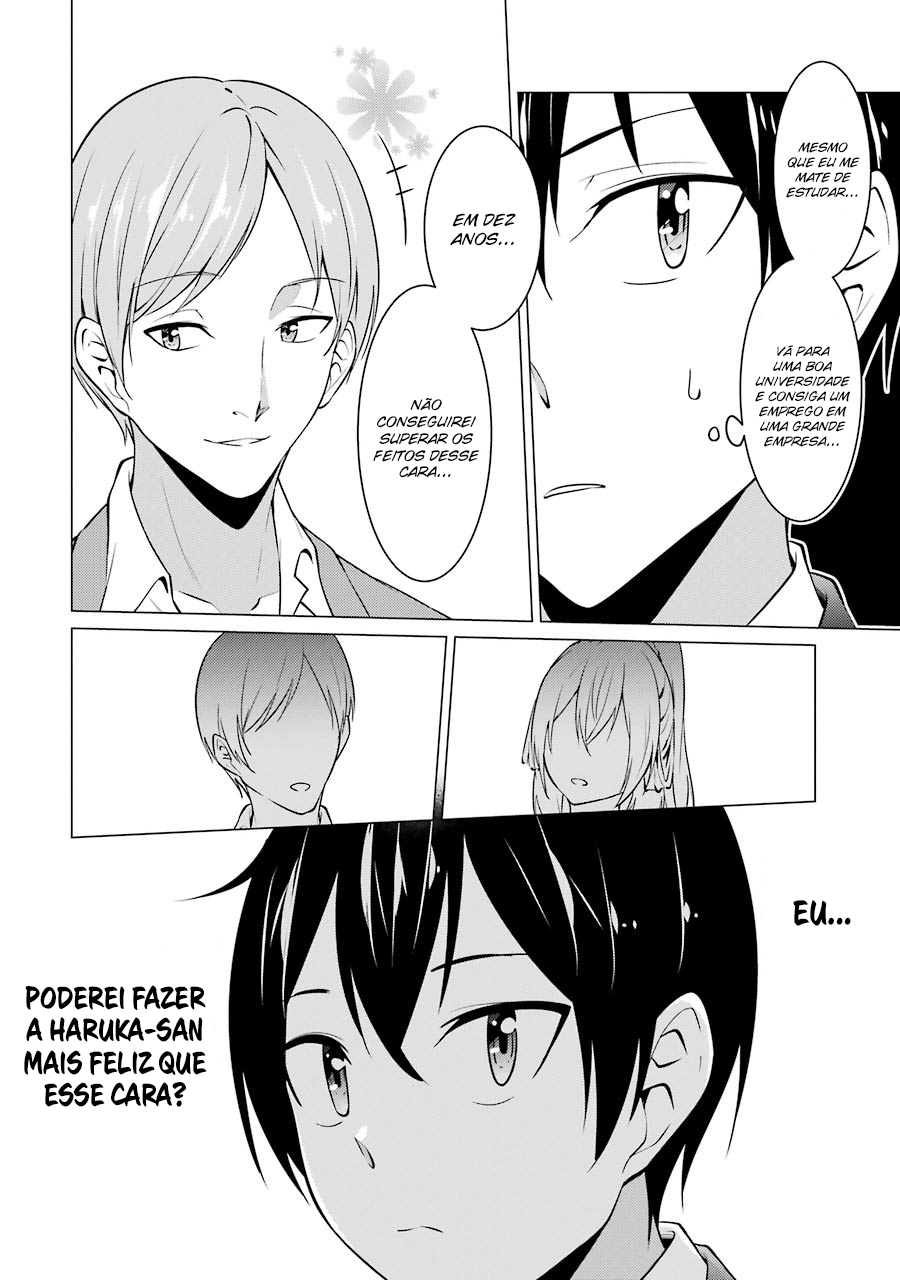 MESMO
QUE EU ME
MATE DE
ESTUDAR...
VÁ PARA
UMA BOA
UNIVERSIDADE
E CONSIGA UM
EMPREGO EM
UMA GRANDE
EMPRESA...
EM DEZ
ANOS...
NÃO
CONSEGUIREI
SUPERAR OS
FEITOS DESSE
CARA...
EU...
PODEREI FAZER
A HARUKA-SAN
MAIS FELIZ QUE
ESSE CARA?